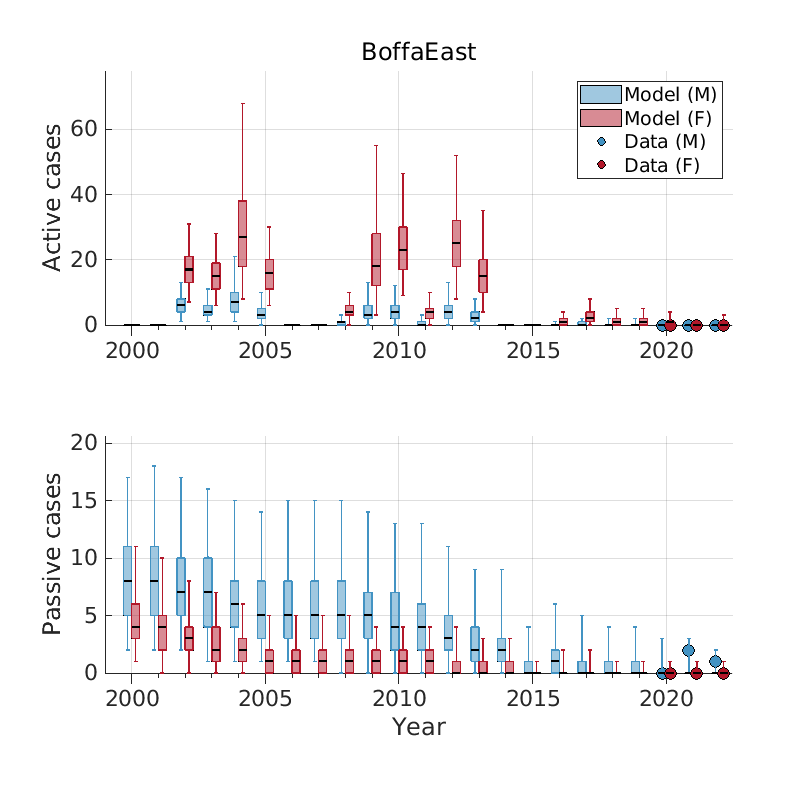 BoffaEast
Active cases
60
40
20
0
Model (M)
Model (F)
Data (M)
Data (F)
2000 2005 2010 2015 2020
Passive cases
20
15
10
5
0
2000 2005 2010 2015 2020
Year